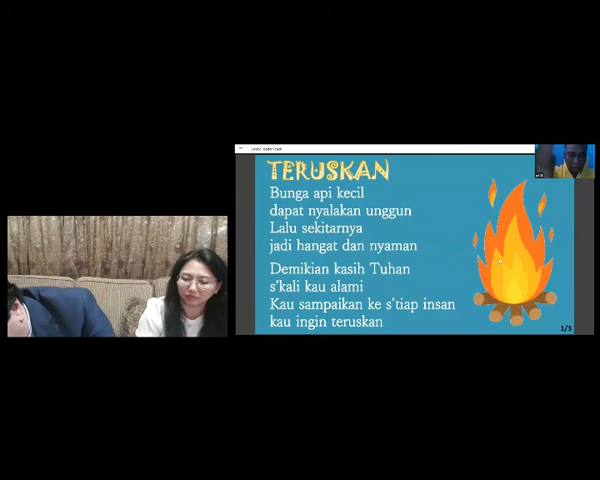 TERUSKAN
Bunga api kecil
dapat nyalakan unggun
Lalu sekitarnya
jadi hangat dan nyaman
Demikian kasih Tuhan
s'kali kau alami
Kau sampaikan ke s'tiap insan
kau ingin teruskan
1/3